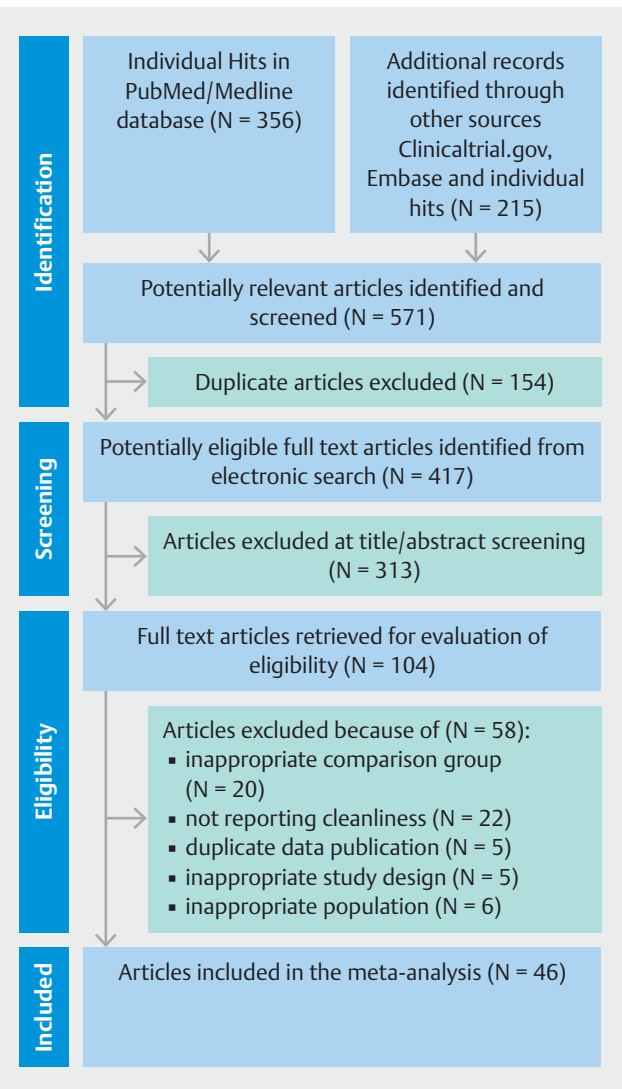 Identification
Individual Hits in
PubMed/Medline
database (N = 356)
Additional records
identified through
other sources
Clinicaltrial.gov,
Embase and individual
hits (N = 215)
Potentially relevant articles identified and
screened (N = 571)
Duplicate articles excluded (N = 154)
Screening
Potentially eligible full text articles identified from
electronic search (N = 417)
Articles excluded at title/abstract screening
(N = 313)
Eligibility
Full text articles retrieved for evaluation of
eligibility (N = 104)
Articles excluded because of (N = 58):
▪ inappropriate comparison group
(N = 20)
▪ not reporting cleanliness (N = 22)
▪ duplicate data publication (N = 5)
▪ inappropriate study design (N = 5)
▪ inappropriate population (N = 6)
Included
Articles included in the meta-analysis (N = 46)